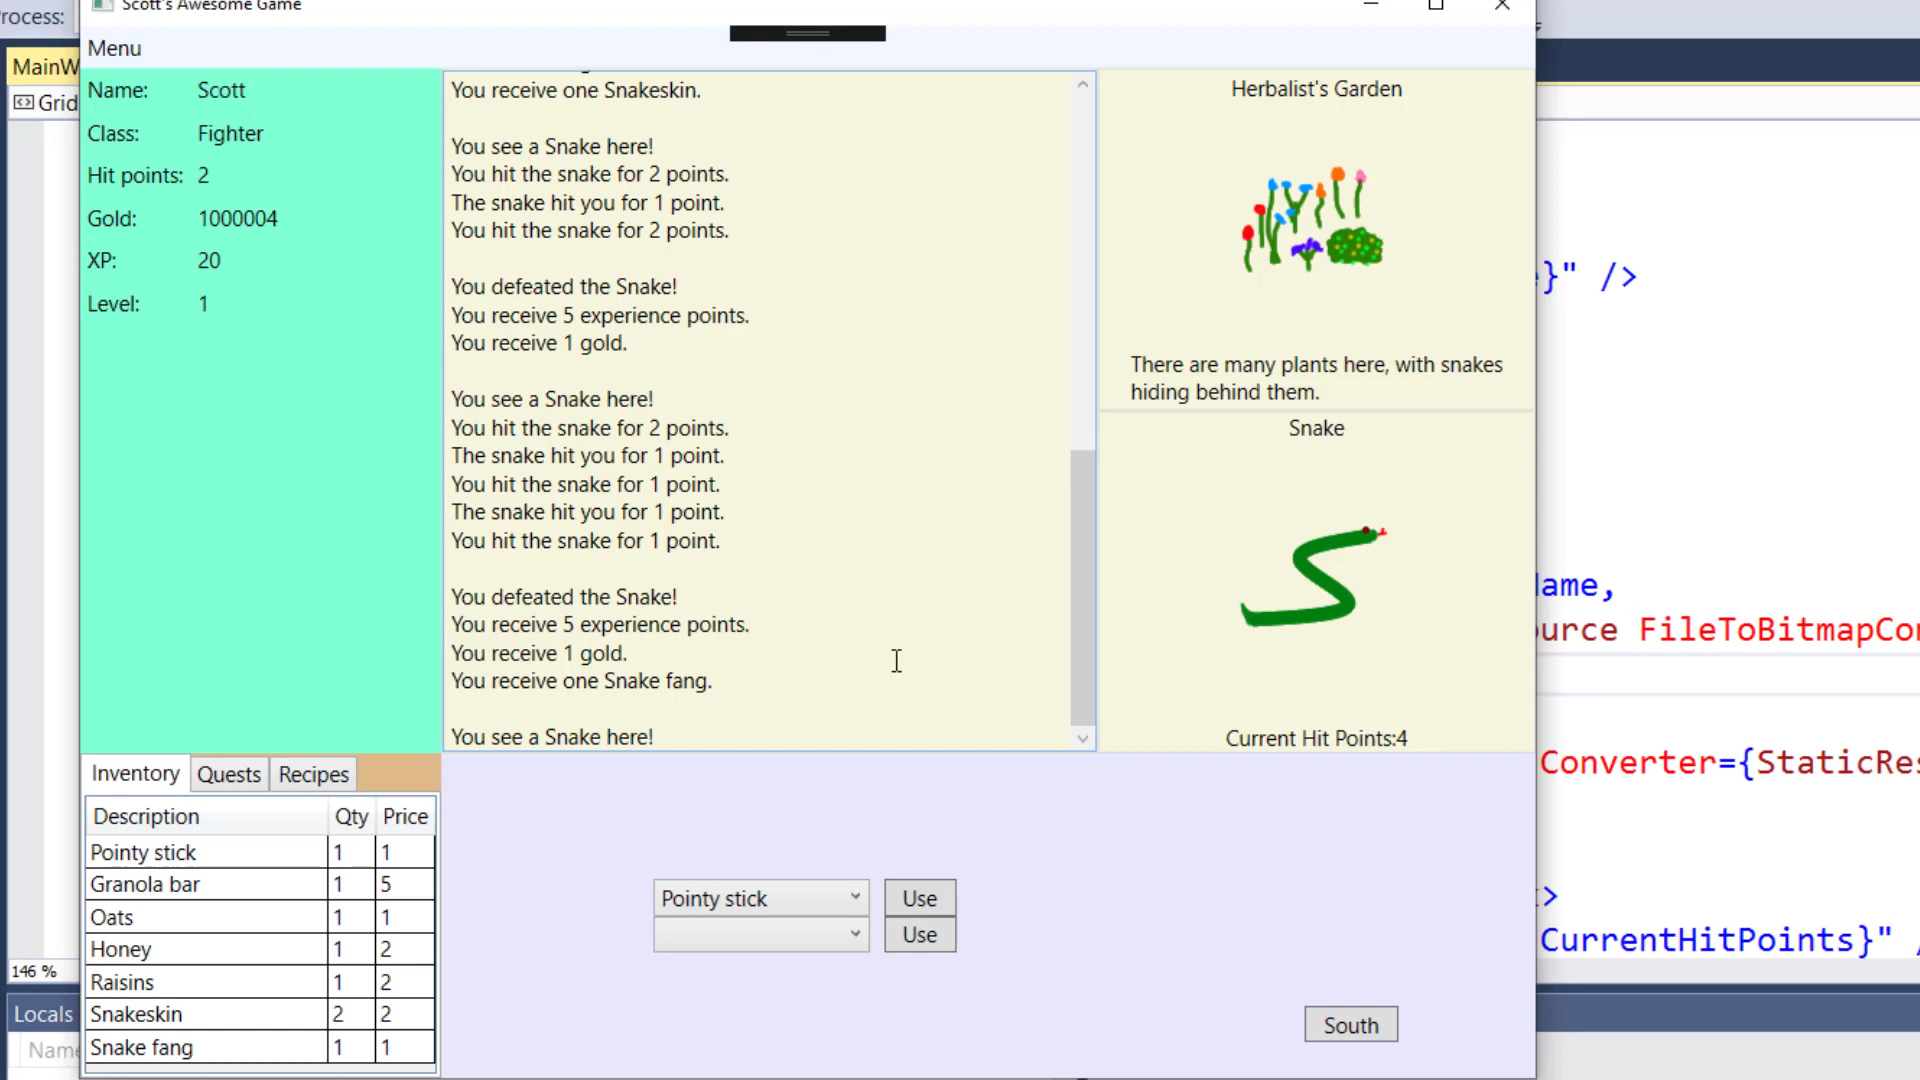 rocess:
Scott's Awesome Game
MainW
Grid
Menu
Name: Scott
Class: Fighter
Hit points: 2
Gold: 1000004
XP: 20
Level: 1
You receive one Snakeskin.
You see a Snake here!
You hit the snake for 2 points.
The snake hit you for 1 point.
You hit the snake for 2 points.
You defeated the Snake!
You receive 5 experience points.
You receive 1 gold.
You see a Snake here!
You hit the snake for 2 points.
The snake hit you for 1 point.
You hit the snake for 1 point.
The snake hit you for 1 point.
You hit the snake for 1 point.
You defeated the Snake!
You receive 5 experience points.
You receive 1 gold.
You receive one Snake fang.
You see a Snake here!
Herbalist's Garden
There are many plants here, with snakes
hiding behind them.
Snake
Current Hit Points:4
Inventory Quests Recipes
Description Qty Price
Pointy stick 1 1
Granola bar 1 5
Oats 1 1
Honey 1 2
Raisins 1 2
Snakeskin 2 2
Snake fang 1 1
Pointy stick Use
Use
South
}" />
ame,
urce FileToBitmapCon
Converter={StaticRes
>
CurrentHitPoints}" /
146 %
Locals
Name